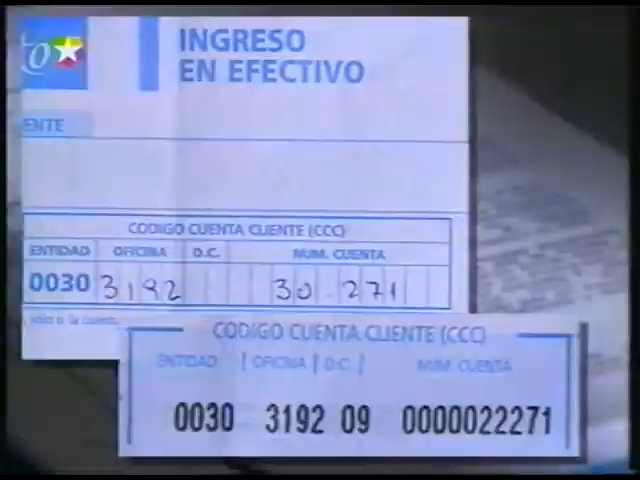 to
INGRESO
EN EFECTIVO
ENTE
CODIGO CUENTA CLIENTE (CCC)
ENTIDAD OFICINA D.C. NUM. CUENTA
0030 3192 30.271
CODIGO CUENTA CLIENTE (CCC)
ENTIDAD OFICINA D.C. NUM. CUENTA
0030 3192 09 0000022271